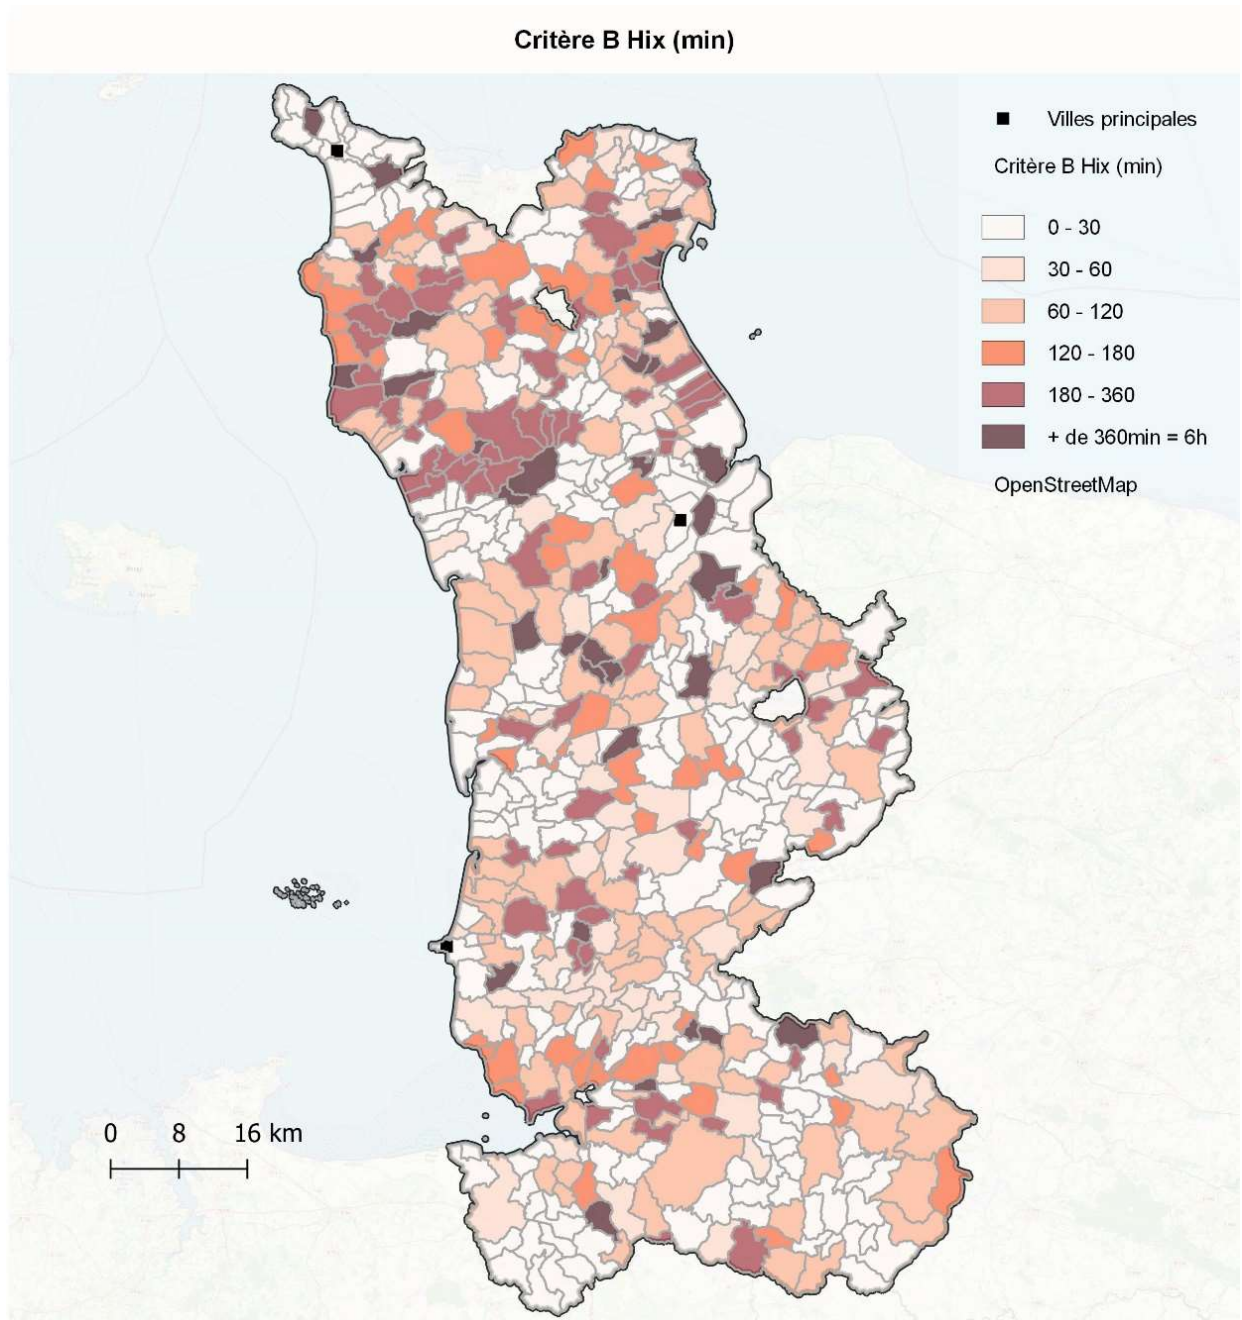 Critère B Hix (min)
Villes principales
Critère B Hix (min)
0 - 30
30 - 60
60 - 120
120 - 180
180 - 360
+ de 360min = 6h
OpenStreetMap
0 8 16 km